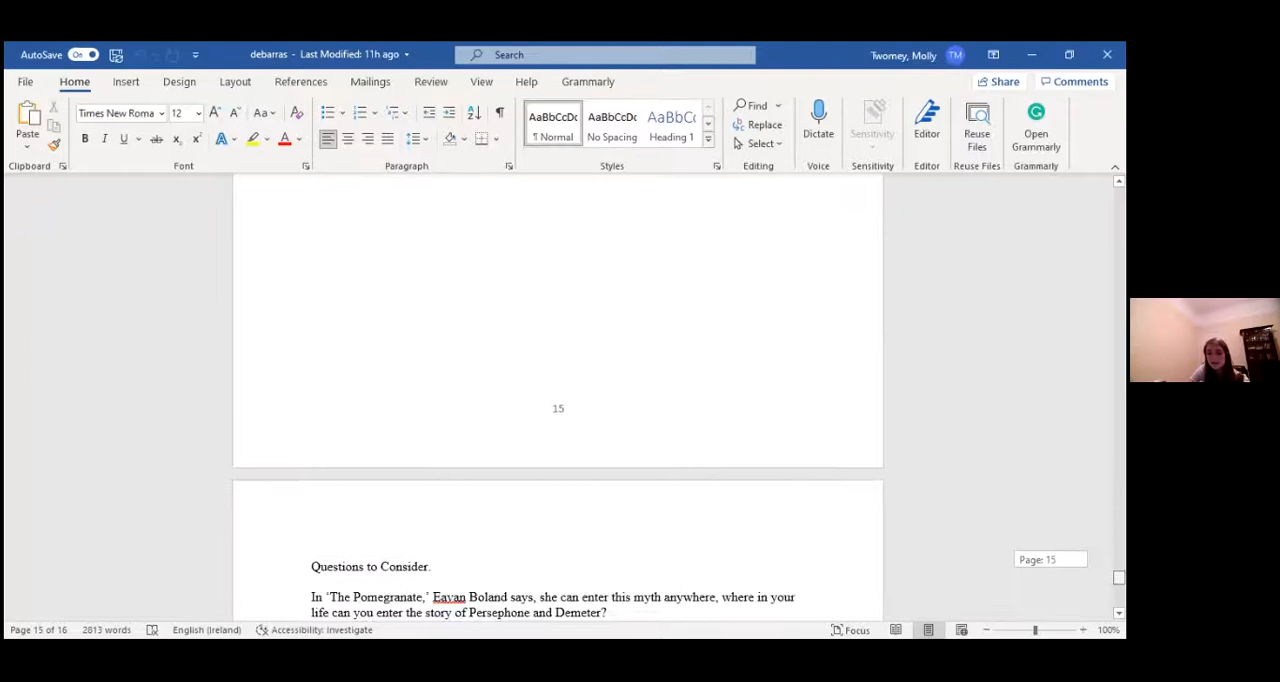 AutoSave On debarras - Last Modified: 11h ago Search Twomey, Molly TM
File Home Insert Design Layout References Mailings Review View Help Grammarly Share Comments
Times New Roma 12 A A Aa A AaBbCcDc AaBbCcDc AaBbCc Find
Paste B I U ab x x A A Normal No Spacing Heading 1 Replace Dictate Sensitivity Editor Reuse Files Open Grammarly
Select
Clipboard Font Paragraph Styles Editing Voice Sensitivity Editor Reuse Files Grammarly
15
Questions to Consider.
In ‘The Pomegranate,’ Eavan Boland says, she can enter this myth anywhere, where in your
life can you enter the story of Persephone and Demeter?
Page: 15
Page 15 of 16 2813 words English (Ireland) Accessibility: Investigate Focus 100%